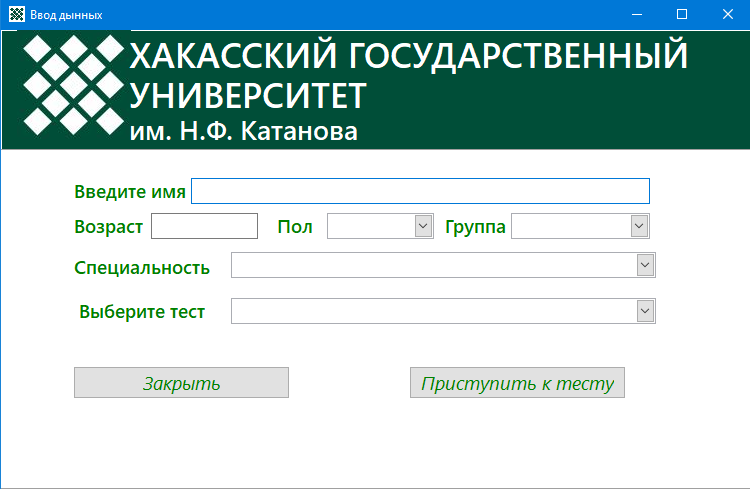 Ввод дынных
ХАКАССКИЙ ГОСУДАРСТВЕННЫЙ
УНИВЕРСИТЕТ
им. Н.Ф. Катанова
Введите имя
Возраст Пол Группа
Специальность
Выберите тест
Закрыть Приступить к тесту